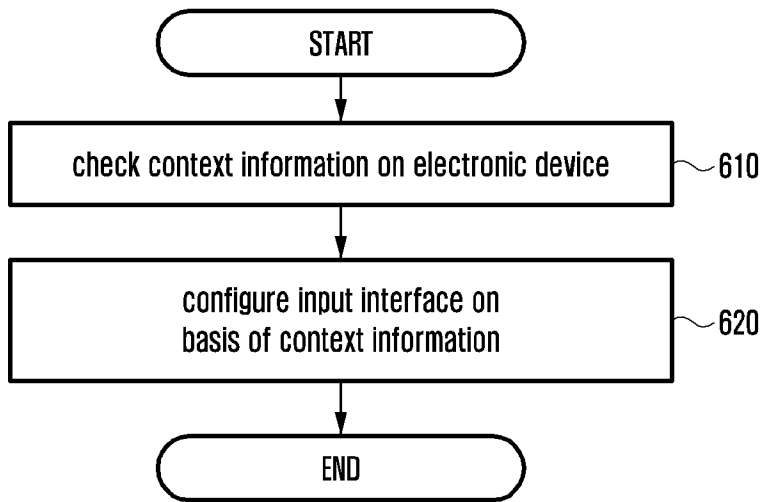 START
check context information on electronic device
610
configure input interface on
basis of context information
620
END